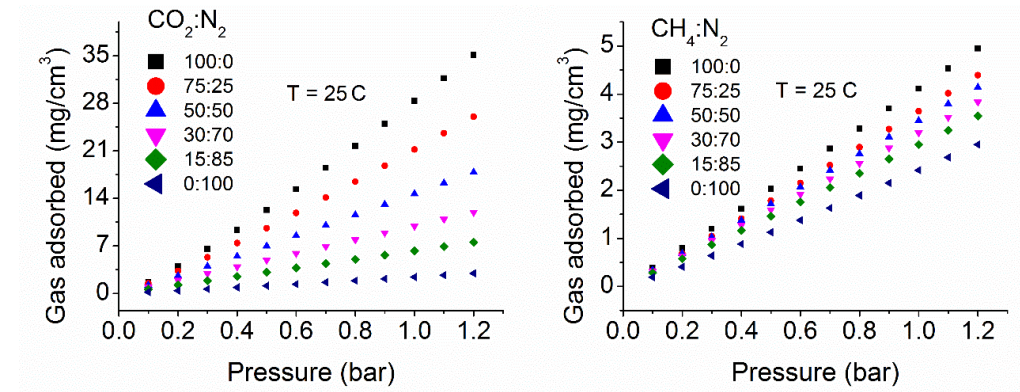 CO₂:N₂
100:0
75:25
50:50
30:70
15:85
0:100
T = 25 C
Gas adsorbed (mg/cm³)
35
28
21
14
7
0
0.0 0.2 0.4 0.6 0.8 1.0 1.2
Pressure (bar)
CH₄:N₂
100:0
75:25
50:50
30:70
15:85
0:100
T = 25 C
Gas adsorbed (mg/cm³)
5
4
3
2
1
0
0.0 0.2 0.4 0.6 0.8 1.0 1.2
Pressure (bar)